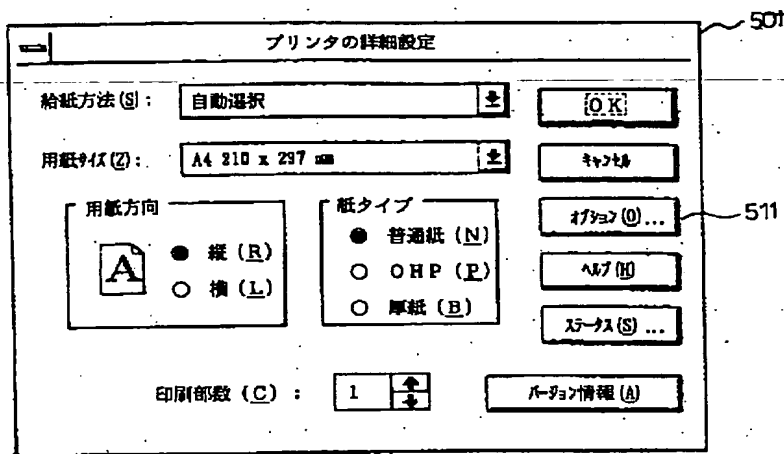 501
プリンタの詳細設定
給紙方法(S): 自動選択
OK
用紙サイズ(Z): A4 210 x 297 mm
キャンセル
用紙方向
紙タイプ
オプション(O)...
511
A
縦(R)
横(L)
普通紙(N)
OHP(P)
厚紙(B)
ヘルプ(H)
ステータス(S)...
印刷部数(C): 1
バージョン情報(A)